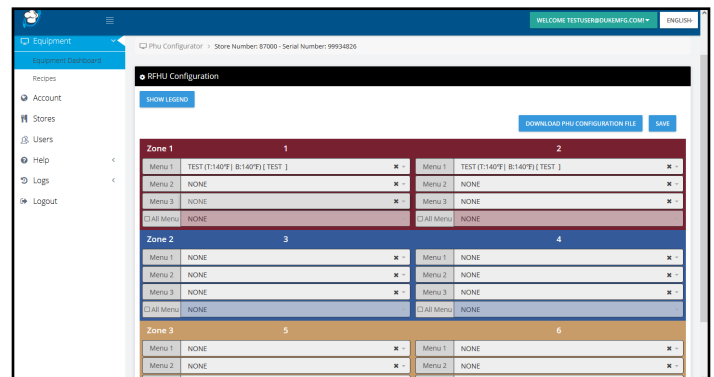 WELCOME TESTUSER@DUKEMFG.COM! ENGLISH
Equipment
Equipment Dashboard
Recipes
Account
Stores
Users
Help
Logs
Logout
Phu Configurator > Store Number: 87000 - Serial Number: 99934826
RFHU Configuration
SHOW LEGEND
DOWNLOAD PHU CONFIGURATION FILE SAVE
Zone 1 1 2
Menu 1 TEST (T:140°F| B:140°F) [ TEST ] Menu 1 TEST (T:140°F| B:140°F) [ TEST ]
Menu 2 NONE Menu 2 NONE
Menu 3 NONE Menu 3 NONE
All Menu NONE All Menu NONE
Zone 2 3 4
Menu 1 NONE Menu 1 NONE
Menu 2 NONE Menu 2 NONE
Menu 3 NONE Menu 3 NONE
All Menu NONE All Menu NONE
Zone 3 5 6
Menu 1 NONE Menu 1 NONE
Menu 2 NONE Menu 2 NONE